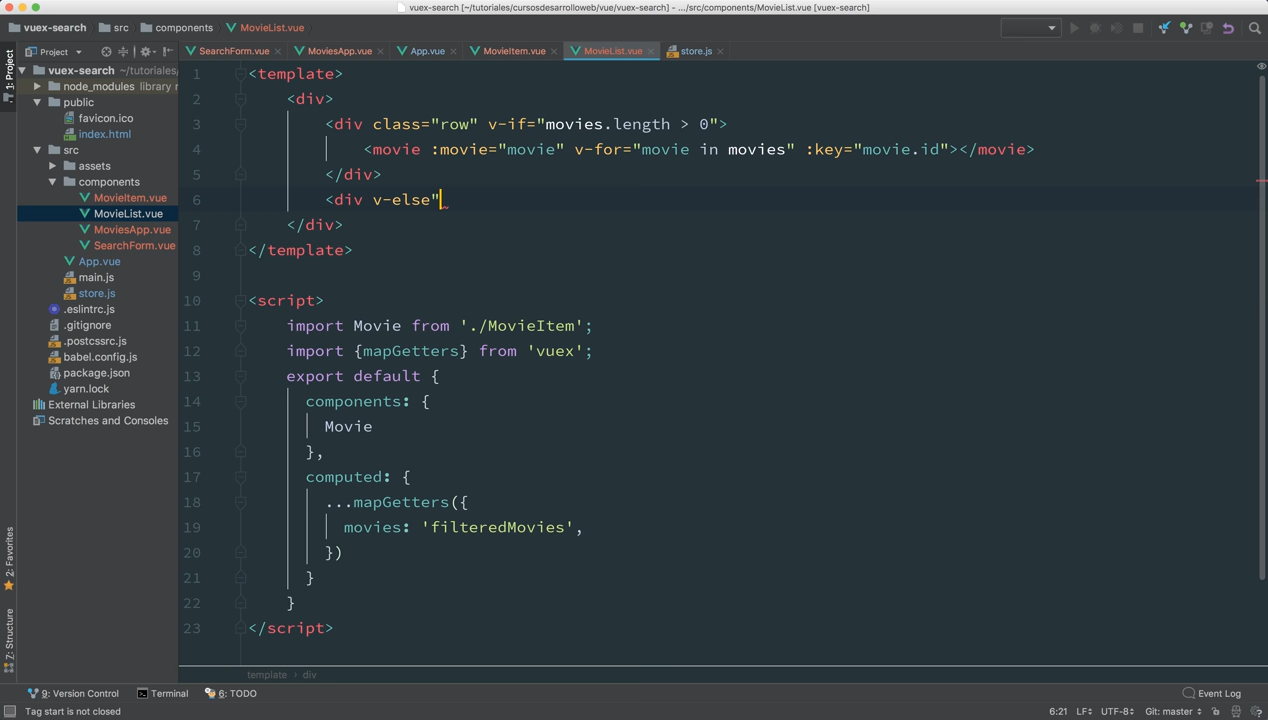 vuex-search [~/tutoriales/cursosdesarrolloweb/vue/vuex-search] - .../src/components/MovieList.vue [vuex-search]
vuex-search src components MovieList.vue
Project SearchForm.vue MoviesApp.vue App.vue MovieItem.vue MovieList.vue store.js
1: Project
vuex-search ~/tutoriales/
node_modules library r
public
favicon.ico
index.html
src
assets
components
MovieItem.vue
MovieList.vue
MoviesApp.vue
SearchForm.vue
App.vue
main.js
store.js
.eslintrc.js
.gitignore
.postcssrc.js
babel.config.js
package.json
yarn.lock
External Libraries
Scratches and Consoles
2: Favorites
Z: Structure
1 <template>
2 <div>
3 <div class="row" v-if="movies.length > 0">
4 <movie :movie="movie" v-for="movie in movies" :key="movie.id"></movie>
5 </div>
6 <div v-else"
7 </div>
8 </template>
9
10 <script>
11 import Movie from './MovieItem';
12 import {mapGetters} from 'vuex';
13 export default {
14 components: {
15 Movie
16 },
17 computed: {
18 ...mapGetters({
19 movies: 'filteredMovies',
20 })
21 }
22 }
23 </script>
template › div
9: Version Control Terminal 6: TODO Event Log
Tag start is not closed 6:21 LF UTF-8 Git: master